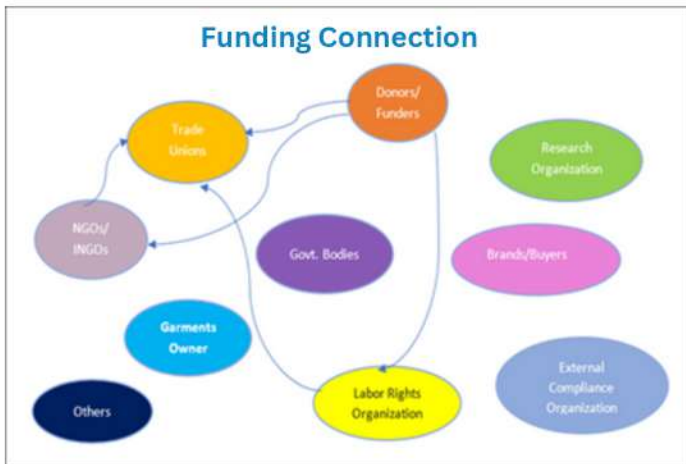 Funding Connection
Donors/
Funders
Trade
Unions
Research
Organization
NGOs/
INGOs
Govt. Bodies
Brands/Buyers
Garments
Owner
External
Compliance
Organization
Labor Rights
Organization
Others